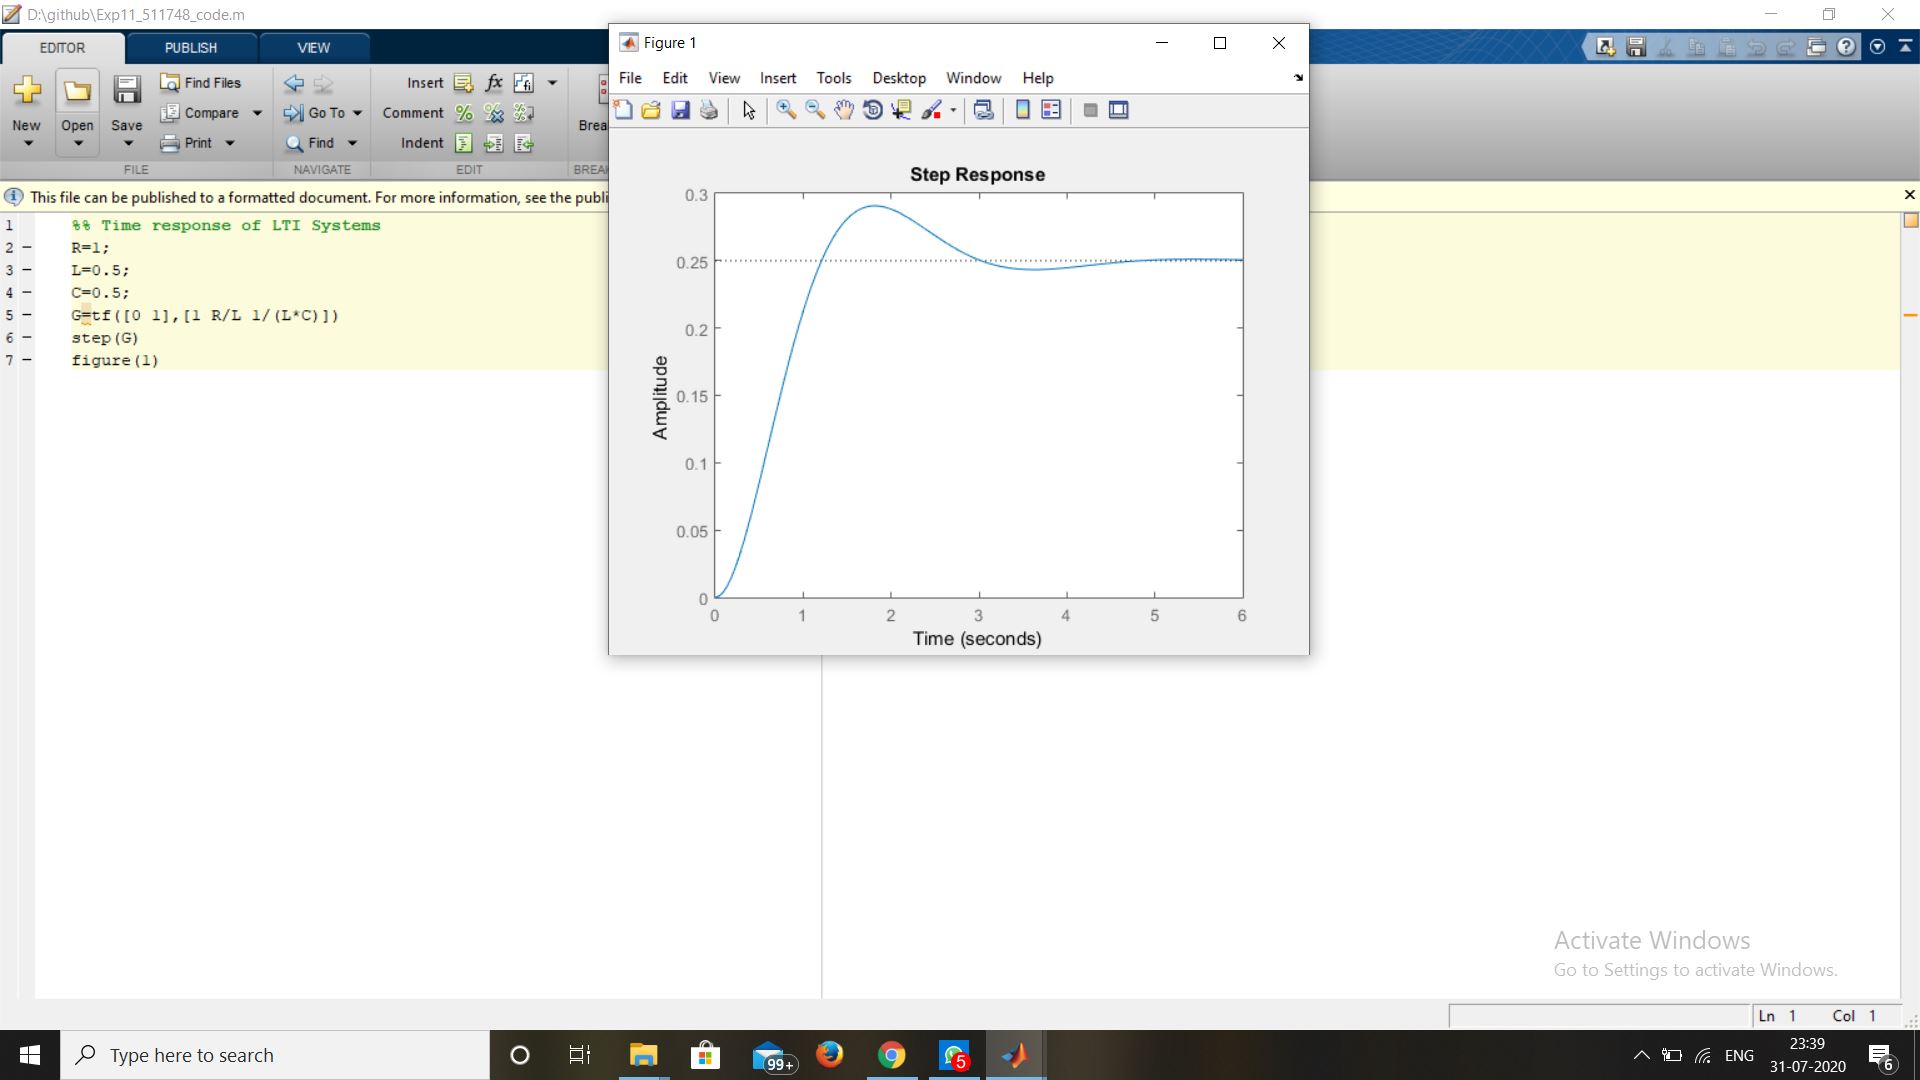 D:\github\Exp11_511748_code.m
EDITOR PUBLISH VIEW
New Open Save
Find Files
Compare
Print
FILE
Go To
Find
NAVIGATE
Insert fx
Comment
Indent
EDIT
Brea
BREA
This file can be published to a formatted document. For more information, see the publi
1 %% Time response of LTI Systems
2 - R=1;
3 - L=0.5;
4 - C=0.5;
5 - G=tf([0 1],[1 R/L 1/(L*C)])
6 - step(G)
7 - figure(1)
Figure 1
File Edit View Insert Tools Desktop Window Help
Step Response
Amplitude
0.3
0.25
0.2
0.15
0.1
0.05
0
0 1 2 3 4 5 6
Time (seconds)
Activate Windows
Go to Settings to activate Windows.
Ln 1 Col 1
Type here to search
99+
5
ENG
23:39
31-07-2020
6